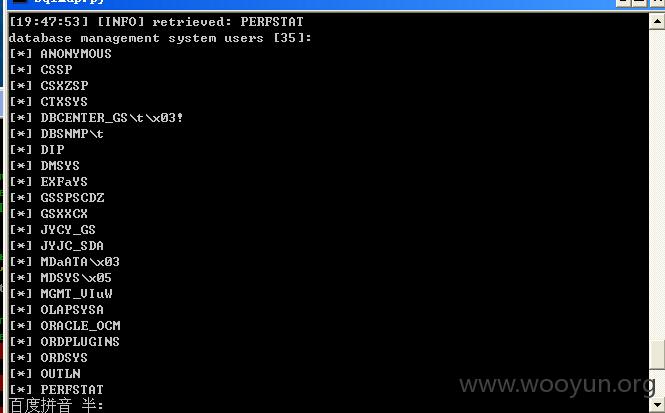 [19:47:53] [INFO] retrieved: PERFSTAT
database management system users [35]:
[*] ANONYMOUS
[*] CSSP
[*] CSXZSP
[*] CTXSYS
[*] DBCENTER_GS\t\x03!
[*] DBSNMP\t
[*] DIP
[*] DMSYS
[*] EXFaYS
[*] GSSPSCDZ
[*] GSXXCX
[*] JYCY_GS
[*] JYJC_SDA
[*] MDaATA\x03
[*] MDSYS\x05
[*] MGMT_VIuW
[*] OLAPSYSA
[*] ORACLE_OCM
[*] ORDPLUGINS
[*] ORDSYS
[*] OUTLN
[*] PERFSTAT
百度拼音 半:
www.wooyun.org